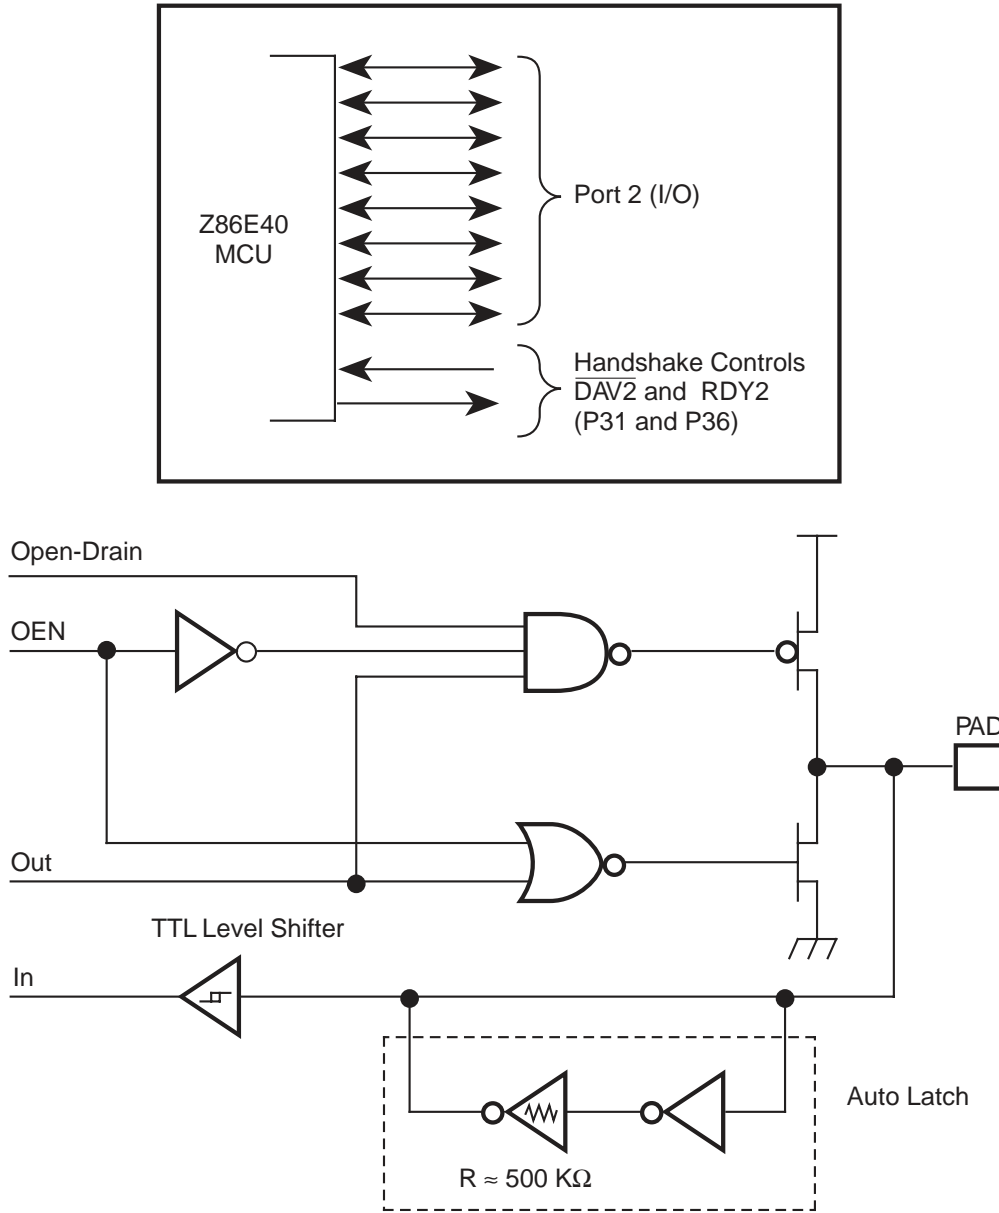 Z86E40
MCU
Port 2 (I/O)
Handshake Controls
D̅A̅V̅2̅ and RDY2
(P31 and P36)
Open-Drain
OEN
PAD
Out
TTL Level Shifter
In
Auto Latch
R ≈ 500 KΩ